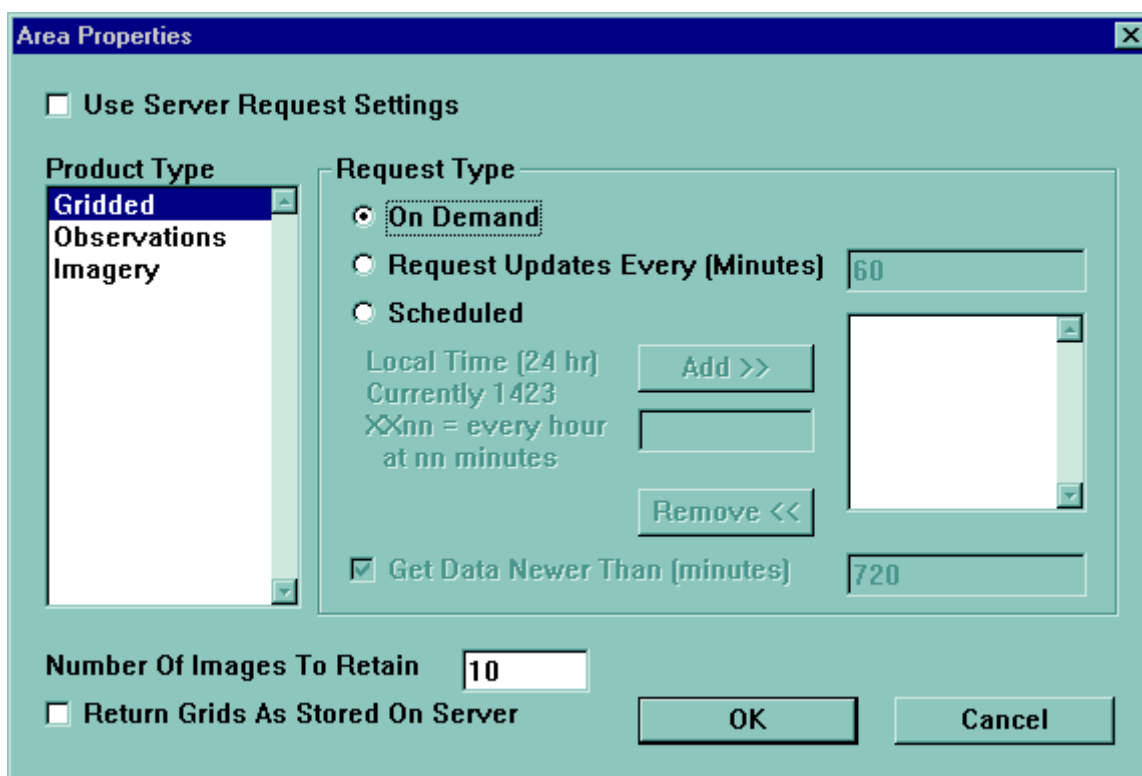 Area Properties
Use Server Request Settings
Product Type
Gridded
Observations
Imagery
Request Type
On Demand
Request Updates Every (Minutes) 60
Scheduled
Local Time (24 hr)
Currently 1423
XXnn = every hour
at nn minutes
Add >>
Remove <<
Get Data Newer Than (minutes) 720
Number Of Images To Retain 10
Return Grids As Stored On Server
OK Cancel